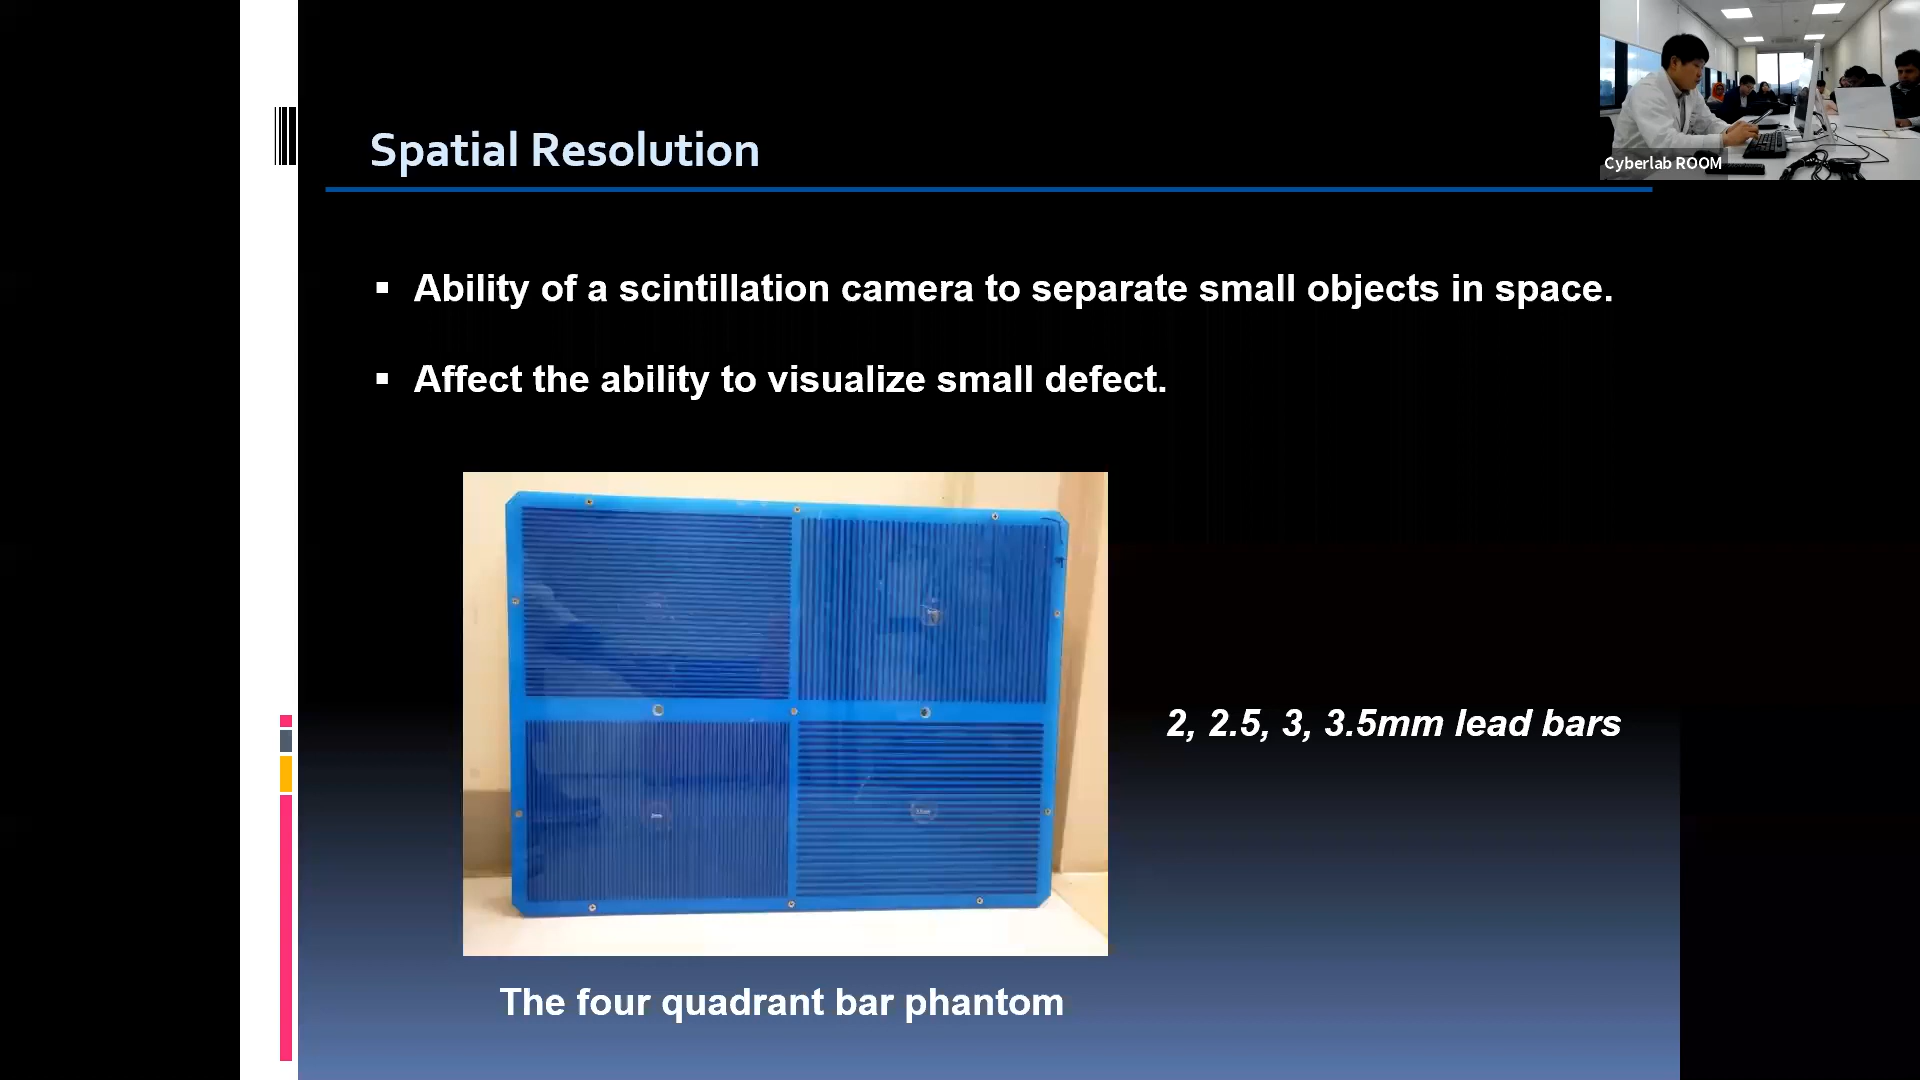 Spatial Resolution
Cyberlab ROOM
▪ Ability of a scintillation camera to separate small objects in space.
▪ Affect the ability to visualize small defect.
2, 2.5, 3, 3.5mm lead bars
The four quadrant bar phantom